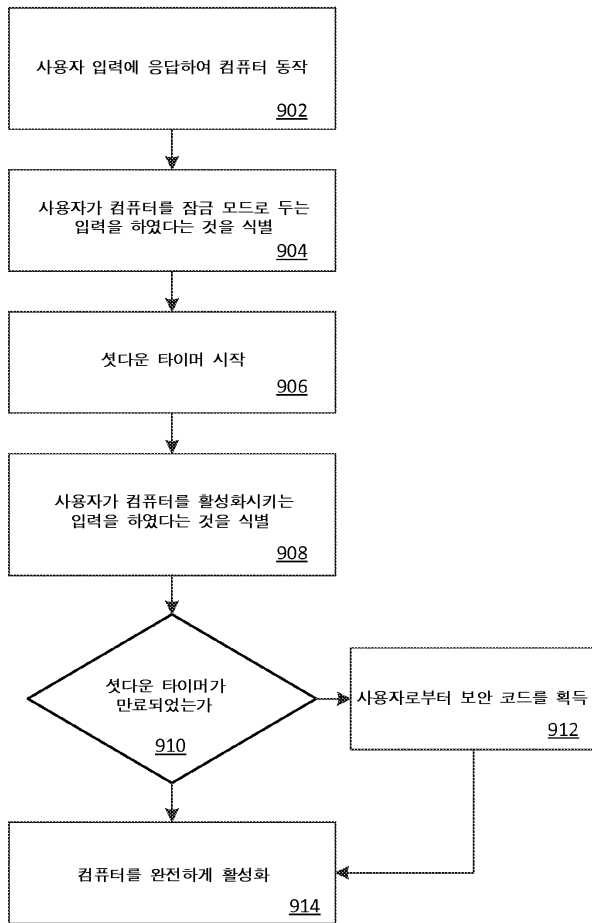 사용자 입력에 응답하여 컴퓨터 동작
902
사용자가 컴퓨터를 잠금 모드로 두는
입력을 하였다는 것을 식별
904
셧다운 타이머 시작
906
사용자가 컴퓨터를 활성화시키는
입력을 하였다는 것을 식별
908
셧다운 타이머가
만료되었는가
910
사용자로부터 보안 코드를 획득
912
컴퓨터를 완전하게 활성화
914